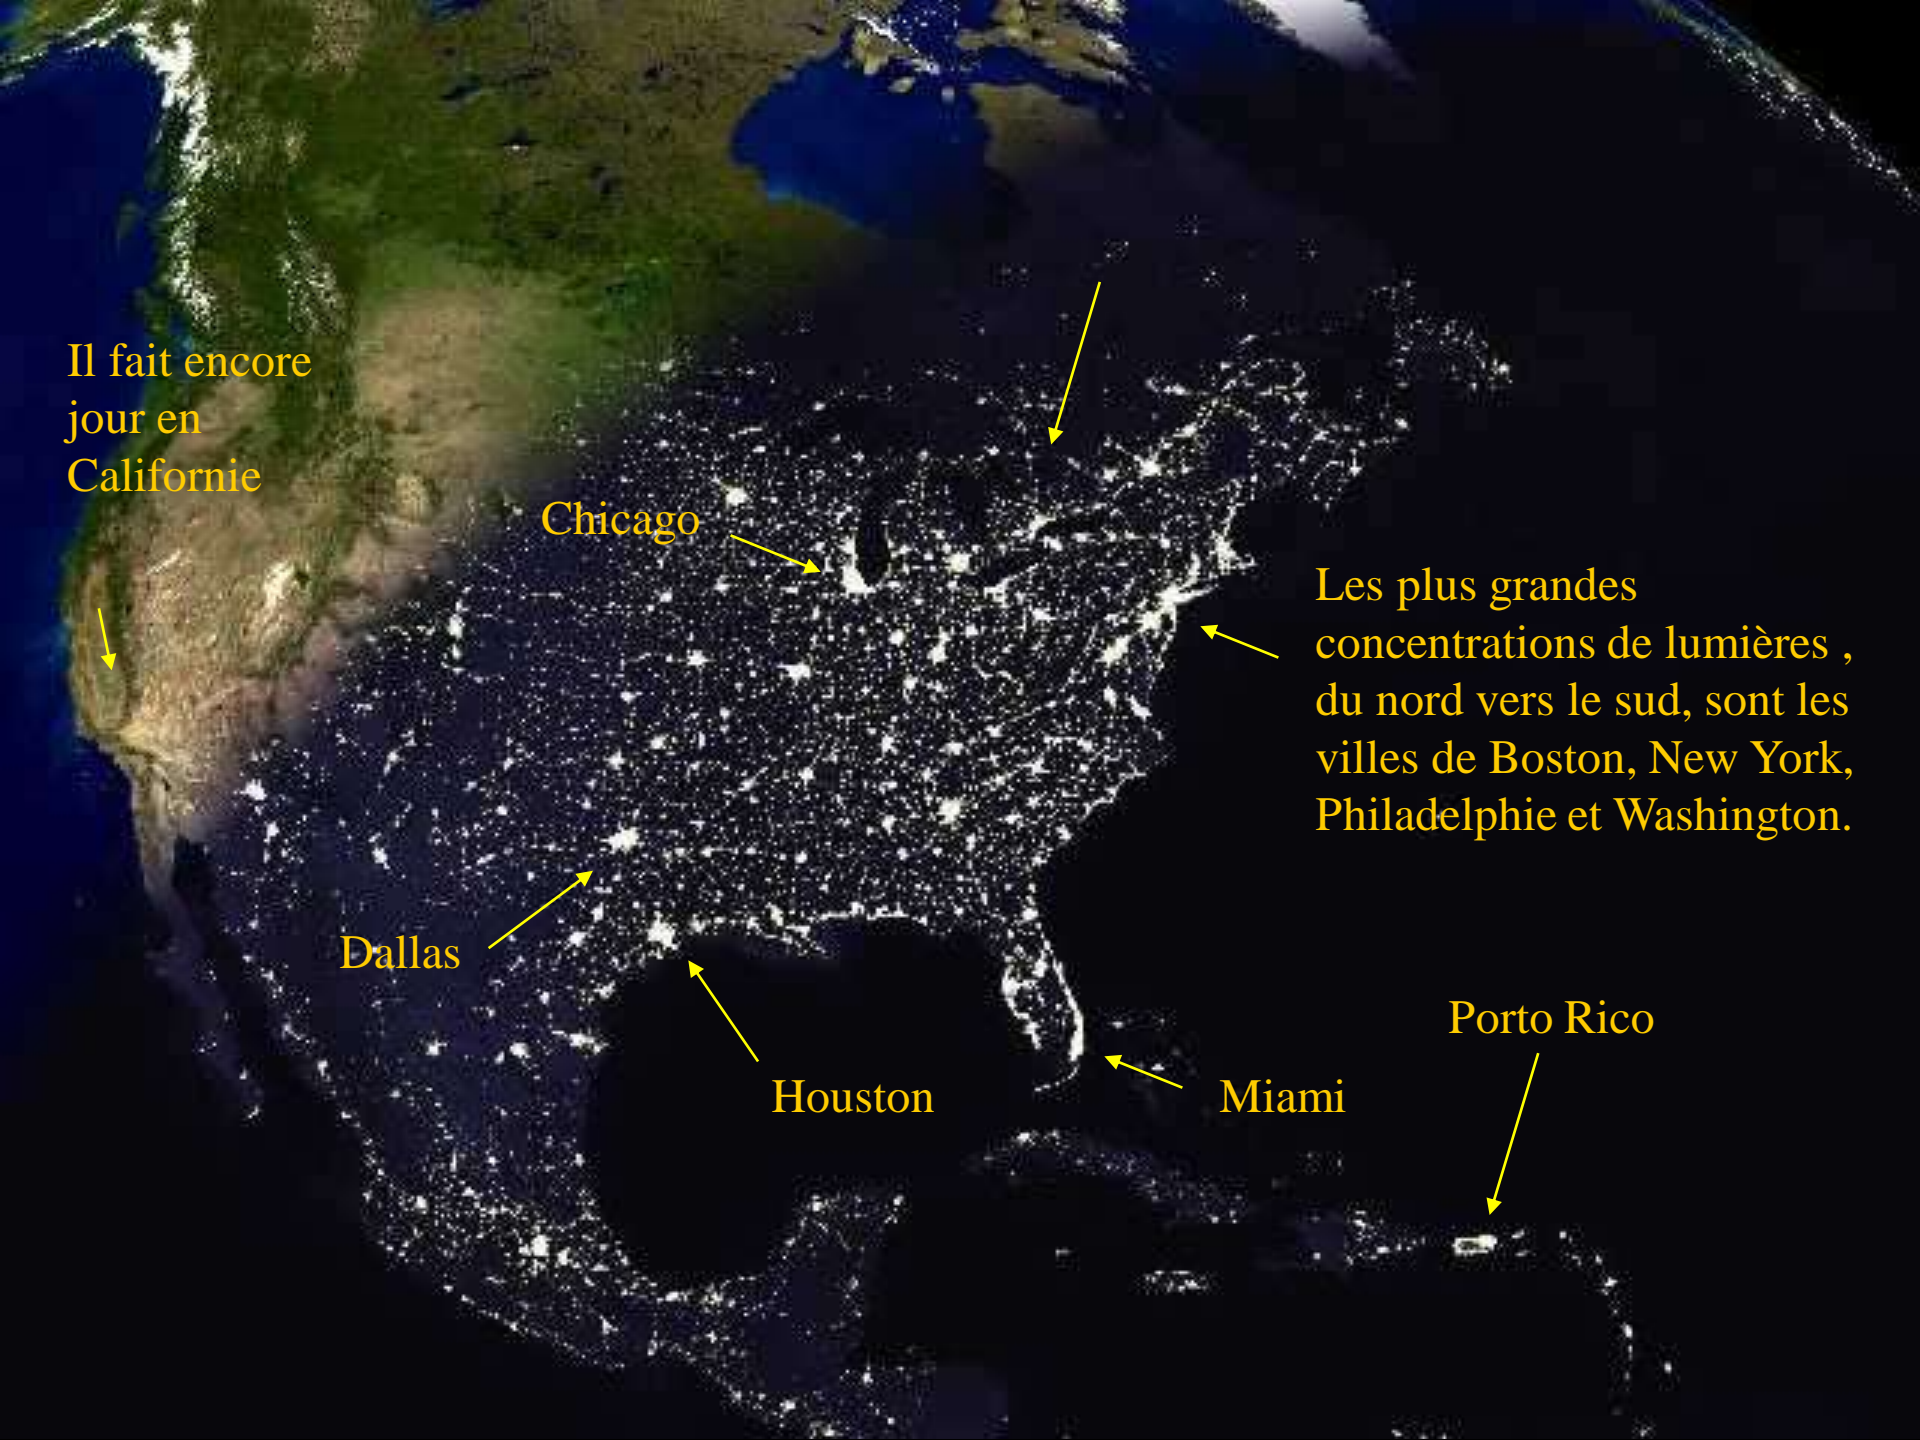 Il fait encore
jour en
Californie
Chicago
Les plus grandes
concentrations de lumières ,
du nord vers le sud, sont les
villes de Boston, New York,
Philadelphie et Washington.
Dallas
Porto Rico
Houston
Miami